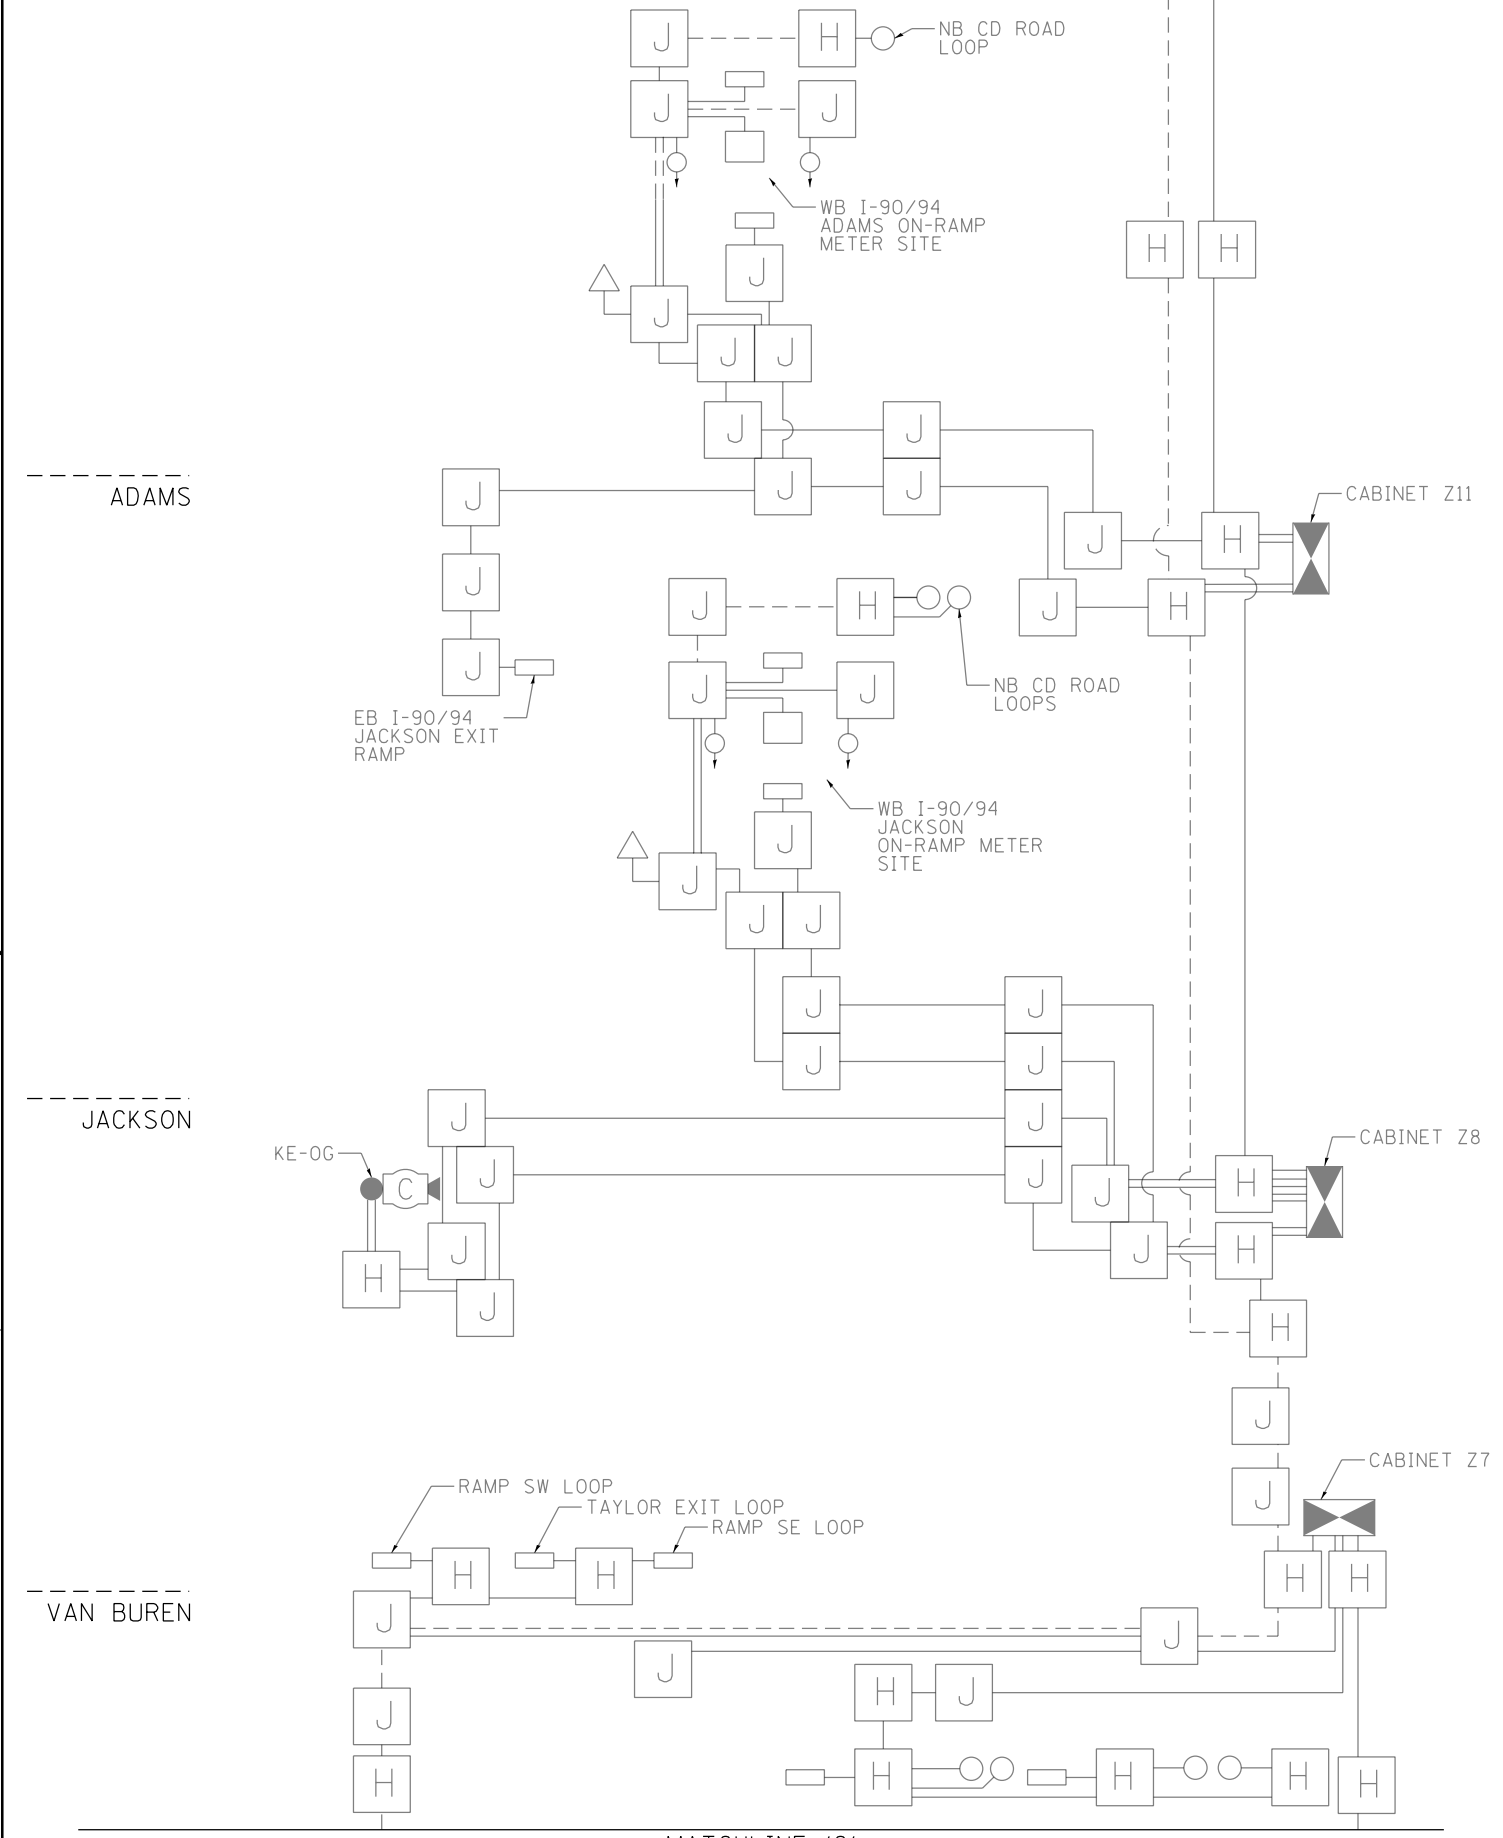 J H
NB CD ROAD
LOOP
J J
WB I-90/94
ADAMS ON-RAMP
METER SITE
H H
J
J
J J
J J
ADAMS
J J J
CABINET Z11
J H
J
J H
J H
NB CD ROAD
LOOPS
J
J J
EB I-90/94
JACKSON EXIT
RAMP
WB I-90/94
JACKSON
ON-RAMP METER
SITE
J
J
J J
J J
J J
JACKSON
J J
CABINET Z8
KE-OG
C J J J H
J J H
H
J
H
J
CABINET Z7
J
RAMP SW LOOP
TAYLOR EXIT LOOP
RAMP SE LOOP
H H H H
VAN BUREN
J J
J
H J
J
H H H H
H